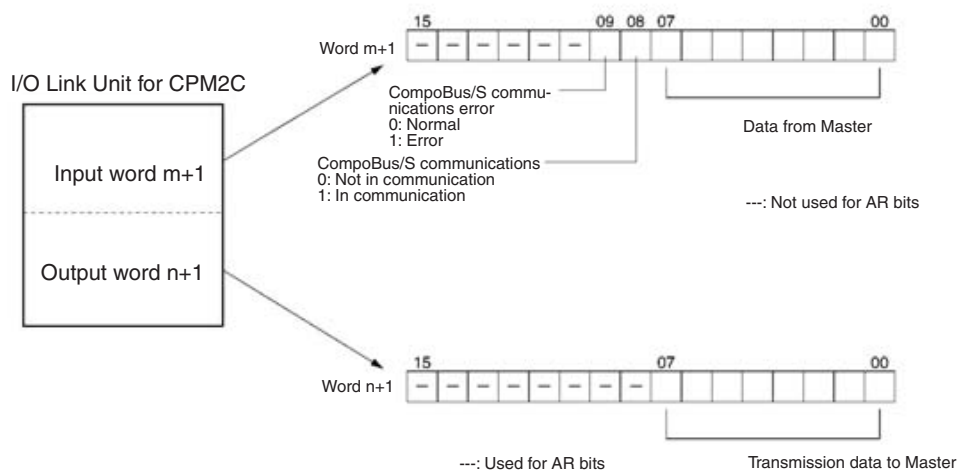 15 09 08 07 00
Word m+1 — — — — — —
I/O Link Unit for CPM2C
CompoBus/S commu-
nications error
0: Normal
1: Error
Data from Master
CompoBus/S communications
0: Not in communication
1: In communication
Input word m+1
---: Not used for AR bits
Output word n+1
15 07 00
Word n+1 — — — — — — — —
---: Used for AR bits
Transmission data to Master